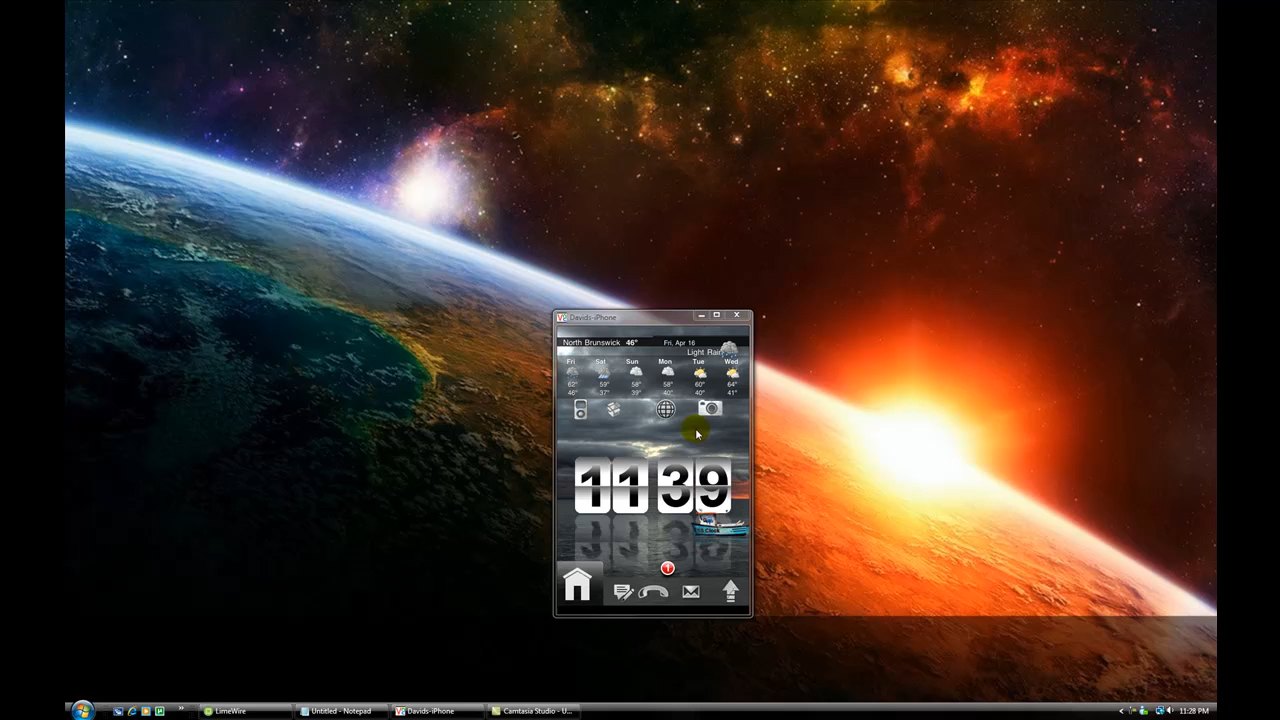 Davids-iPhone
North Brunswick 46° Fri, Apr 16
Light Rain
Fri Sat Sun Mon Tue Wed
62° 59° 58° 58° 60° 64°
46° 37° 39° 40° 40° 41°
11 39
1
LimeWire Untitled - Notepad Davids-iPhone Camtasia Studio - U... 11:28 PM